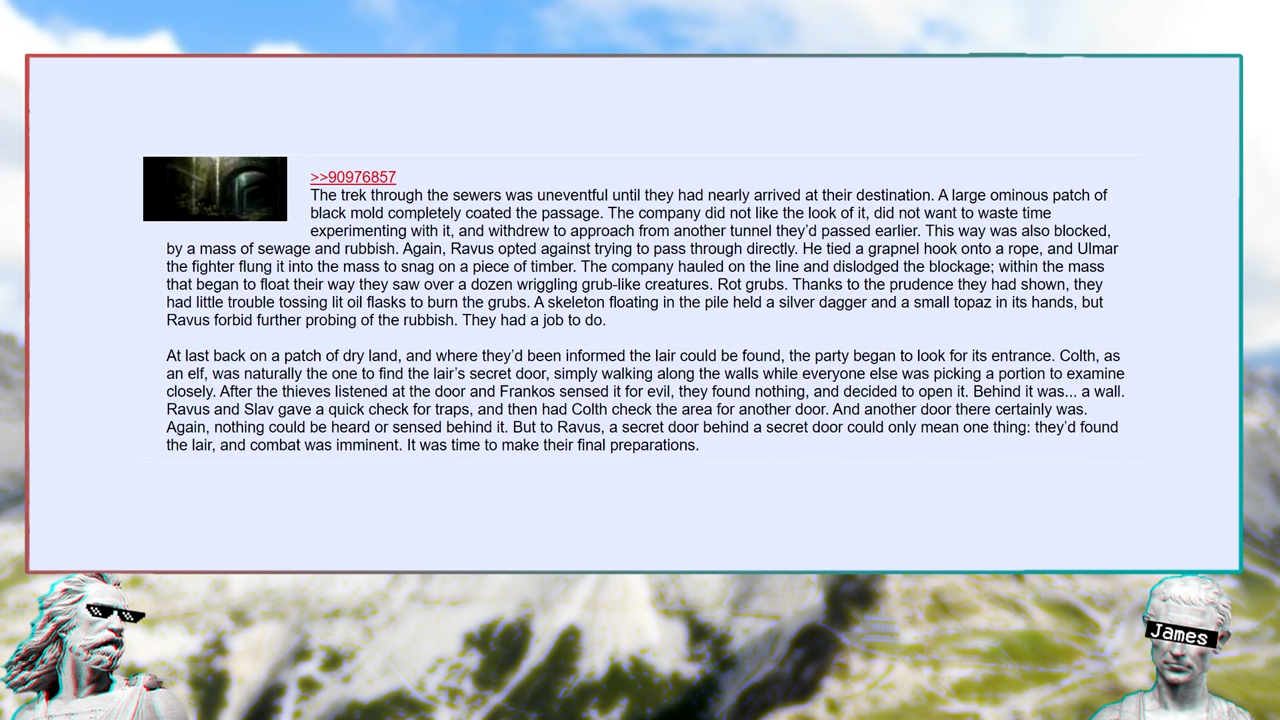 >>90976857
The trek through the sewers was uneventful until they had nearly arrived at their destination. A large ominous patch of
black mold completely coated the passage. The company did not like the look of it, did not want to waste time
experimenting with it, and withdrew to approach from another tunnel they'd passed earlier. This way was also blocked,
by a mass of sewage and rubbish. Again, Ravus opted against trying to pass through directly. He tied a grapnel hook onto a rope, and Ulmar
the fighter flung it into the mass to snag on a piece of timber. The company hauled on the line and dislodged the blockage; within the mass
that began to float their way they saw over a dozen wriggling grub-like creatures. Rot grubs. Thanks to the prudence they had shown, they
had little trouble tossing lit oil flasks to burn the grubs. A skeleton floating in the pile held a silver dagger and a small topaz in its hands, but
Ravus forbid further probing of the rubbish. They had a job to do.
At last back on a patch of dry land, and where they'd been informed the lair could be found, the party began to look for its entrance. Colth, as
an elf, was naturally the one to find the lair's secret door, simply walking along the walls while everyone else was picking a portion to examine
closely. After the thieves listened at the door and Frankos sensed it for evil, they found nothing, and decided to open it. Behind it was... a wall.
Ravus and Slav gave a quick check for traps, and then had Colth check the area for another door. And another door there certainly was.
Again, nothing could be heard or sensed behind it. But to Ravus, a secret door behind a secret door could only mean one thing: they'd found
the lair, and combat was imminent. It was time to make their final preparations.
James